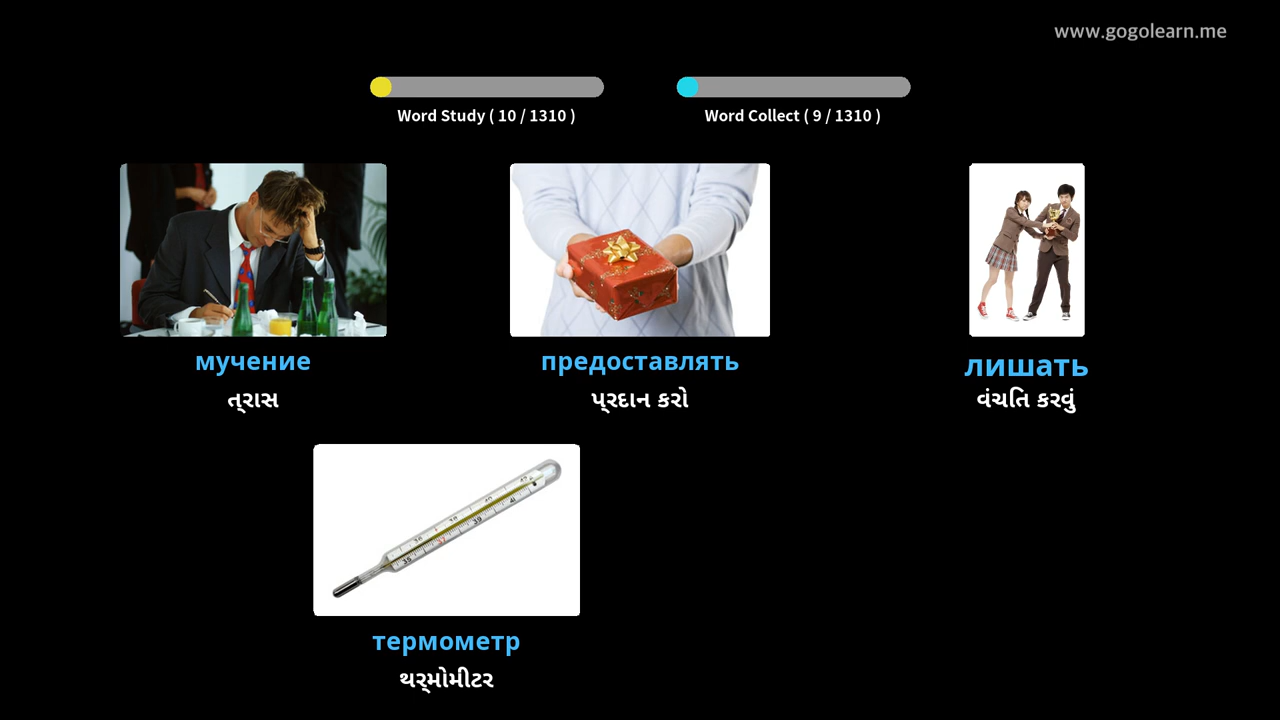 www.gogolearn.me
Word Study ( 10 / 1310 )
Word Collect ( 9 / 1310 )
мучение
ત્રાસ
предоставлять
પ્રદાન કરો
лишать
વંચતિ કરવું
термометр
થર્મોમીટર